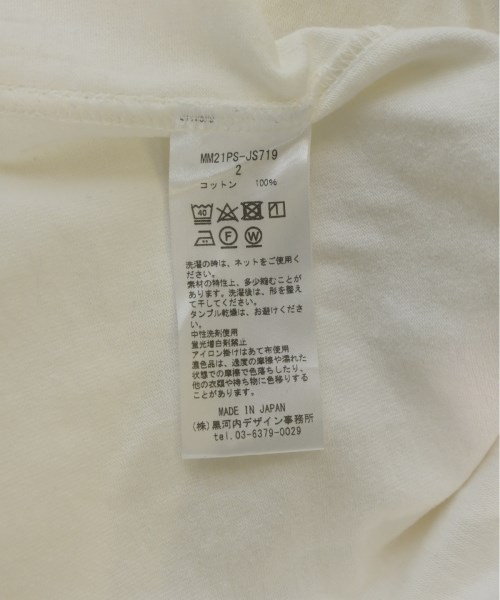 MM21PS-JS719
2
コットン 100%
40
F W
洗濯の時は、ネットをご使用く
ださい。
素材の特性上、多少縮むことが
あります。洗濯後は、形を整え
て干してください。
タンブル乾燥は、お避けくださ
い。
中性洗剤使用
蛍光増白剤禁止
アイロン掛けはあて布使用
濃色品は、過度の摩擦や濡れた
状態での摩擦で色落ちしたり、
他の衣類や持ち物に色移りする
ことがあります。
MADE IN JAPAN
(株)黒河内デザイン事務所
tel.03-6379-0029